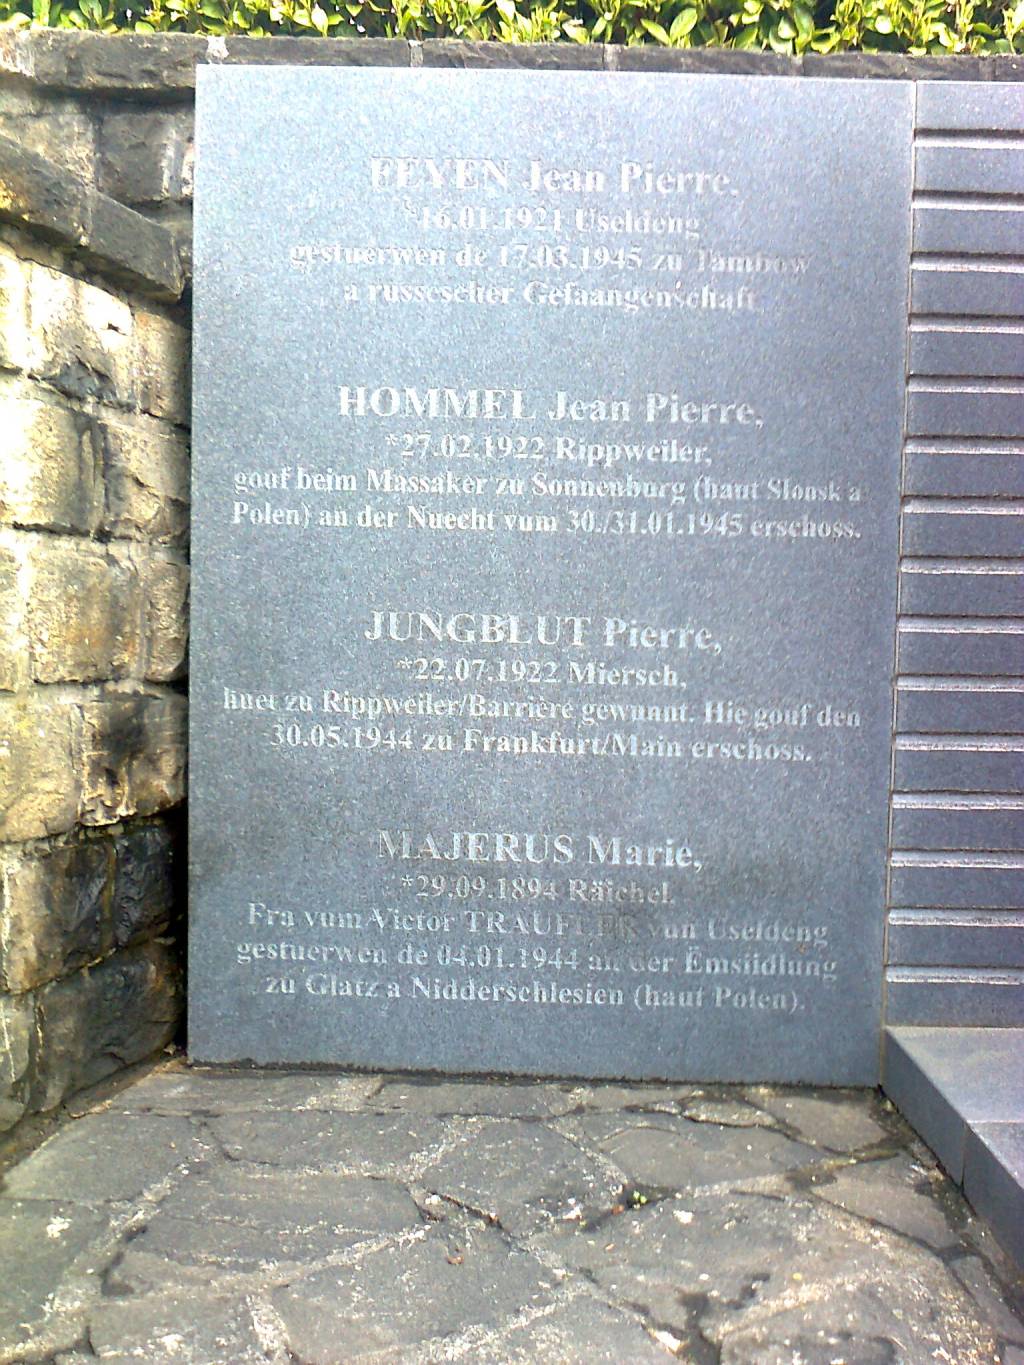 FEYEN Jean Pierre,
*16.01.1921 Useldeng
gestuerwen de 17.03.1945 zu Tambow
a russescher Gefaangenschaft
HOMMEL Jean Pierre,
*27.02.1922 Rippweiler,
gouf beim Massaker zu Sonnenburg (haut Slonsk a
Polen) an der Nuecht vum 30./31.01.1945 erschoss.
JUNGBLUT Pierre,
*22.07.1922 Miersch,
huet zu Rippweiler/Barrière gewunnt. Hie gouf den
30.05.1944 zu Frankfurt/Main erschoss.
MAJERUS Marie,
*29.09.1894 Räichel.
Fra vum Victor TRAUFLER vun Useldeng
gestuerwen de 04.01.1944 an der Ëmsiidlung
zu Glatz a Nidderschlesien (haut Polen).